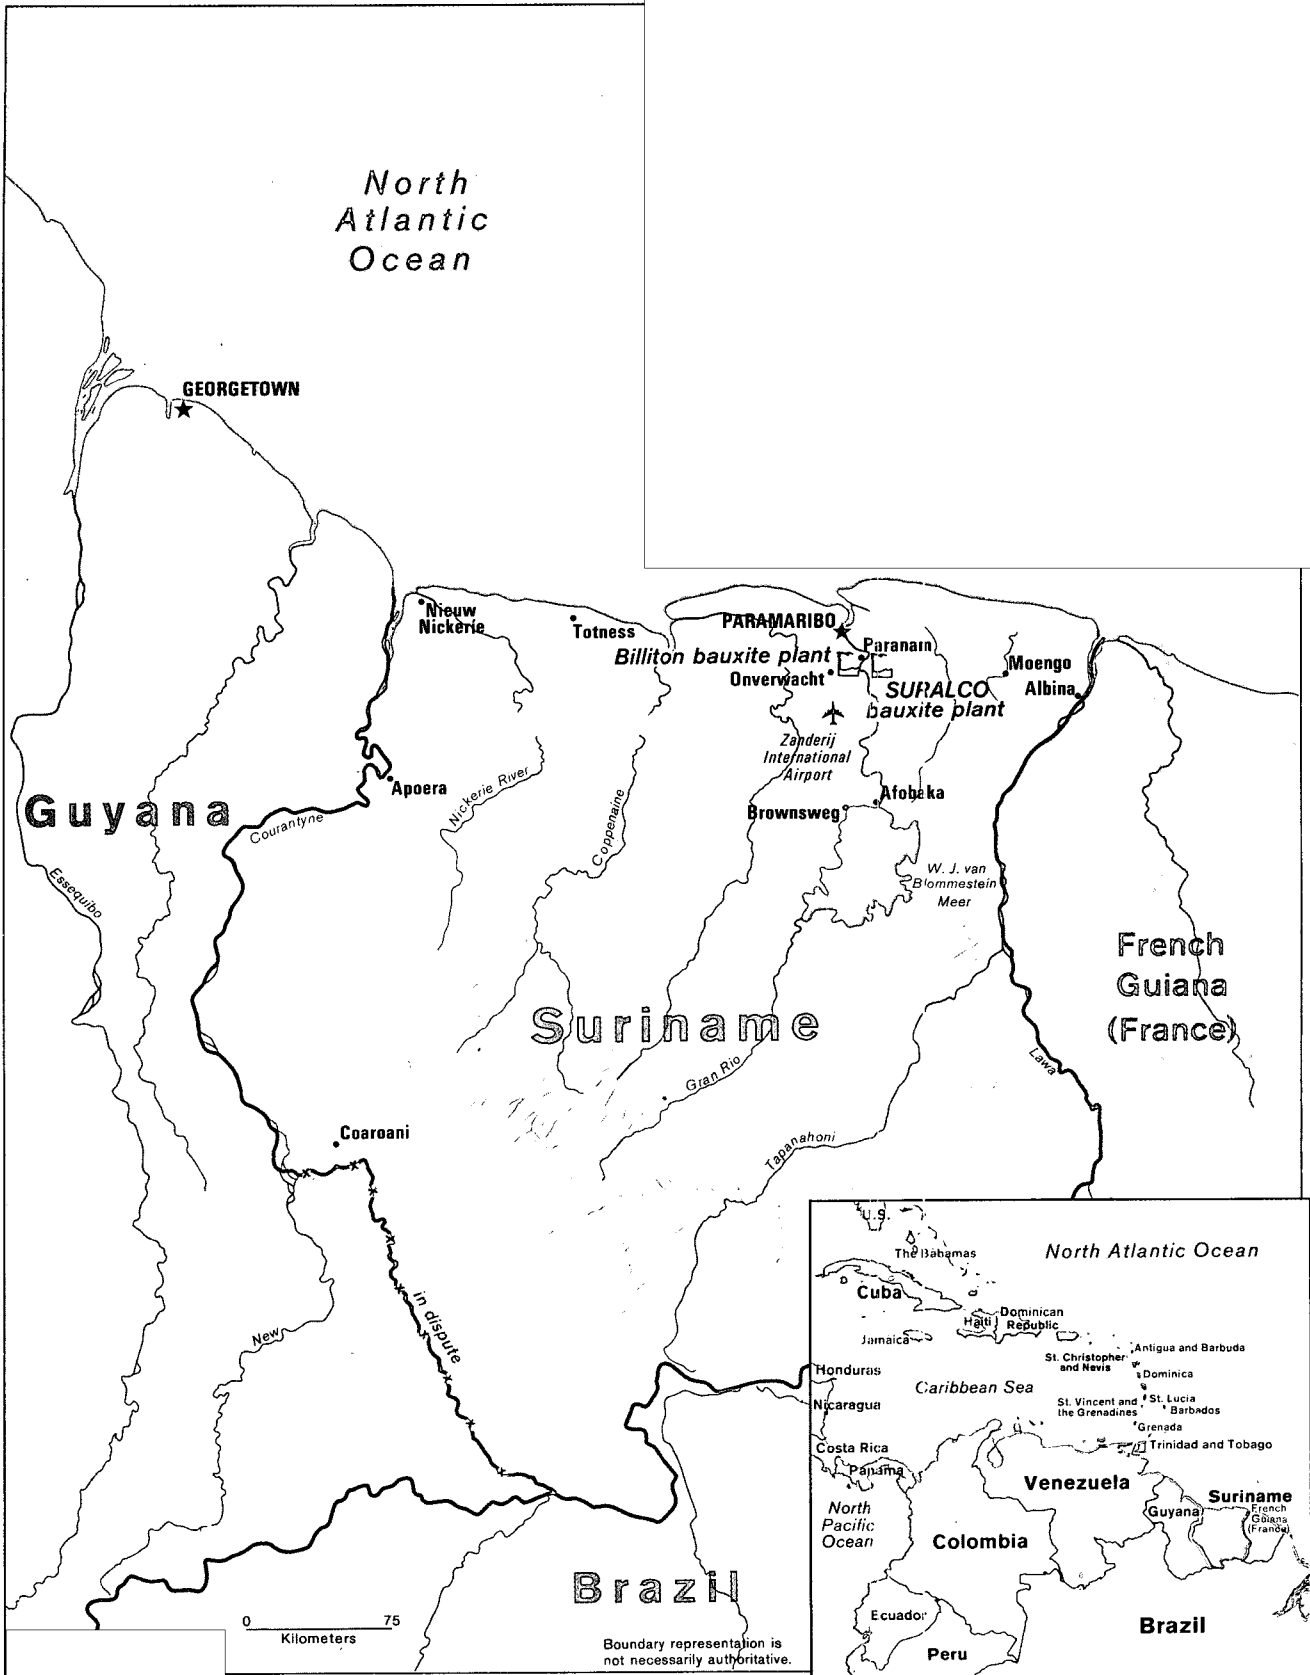 North
Atlantic
Ocean
GEORGETOWN
Nieuw
Nickerie
Totness
PARAMARIBO
Paranam
Billiton bauxite plant
Onverwacht
SURALCO
bauxite plant
Moengo
Albina
Zanderij
International
Airport
Apoera
Nickerie River
Coppename
Afobaka
Brownsweg
Guyana
Courantyne
Essequibo
W. J. van
Blommestein
Meer
French
Guiana
(France)
Suriname
Gran Rio
Lawa
Coaroani
Tapanahoni
in dispute
New
Brazil
0 75
Kilometers
Boundary representation is
not necessarily authoritative.
U.S.
The Bahamas
North Atlantic Ocean
Cuba
Haiti
Dominican
Republic
Jamaica
Antigua and Barbuda
St. Christopher
and Nevis
Dominica
Honduras
Caribbean Sea
Nicaragua
St. Lucia
St. Vincent and
the Grenadines
Barbados
Grenada
Costa Rica
Trinidad and Tobago
Panama
Venezuela
Suriname
Guyana
French
Guiana
(France)
North
Pacific
Ocean
Colombia
Ecuador
Brazil
Peru